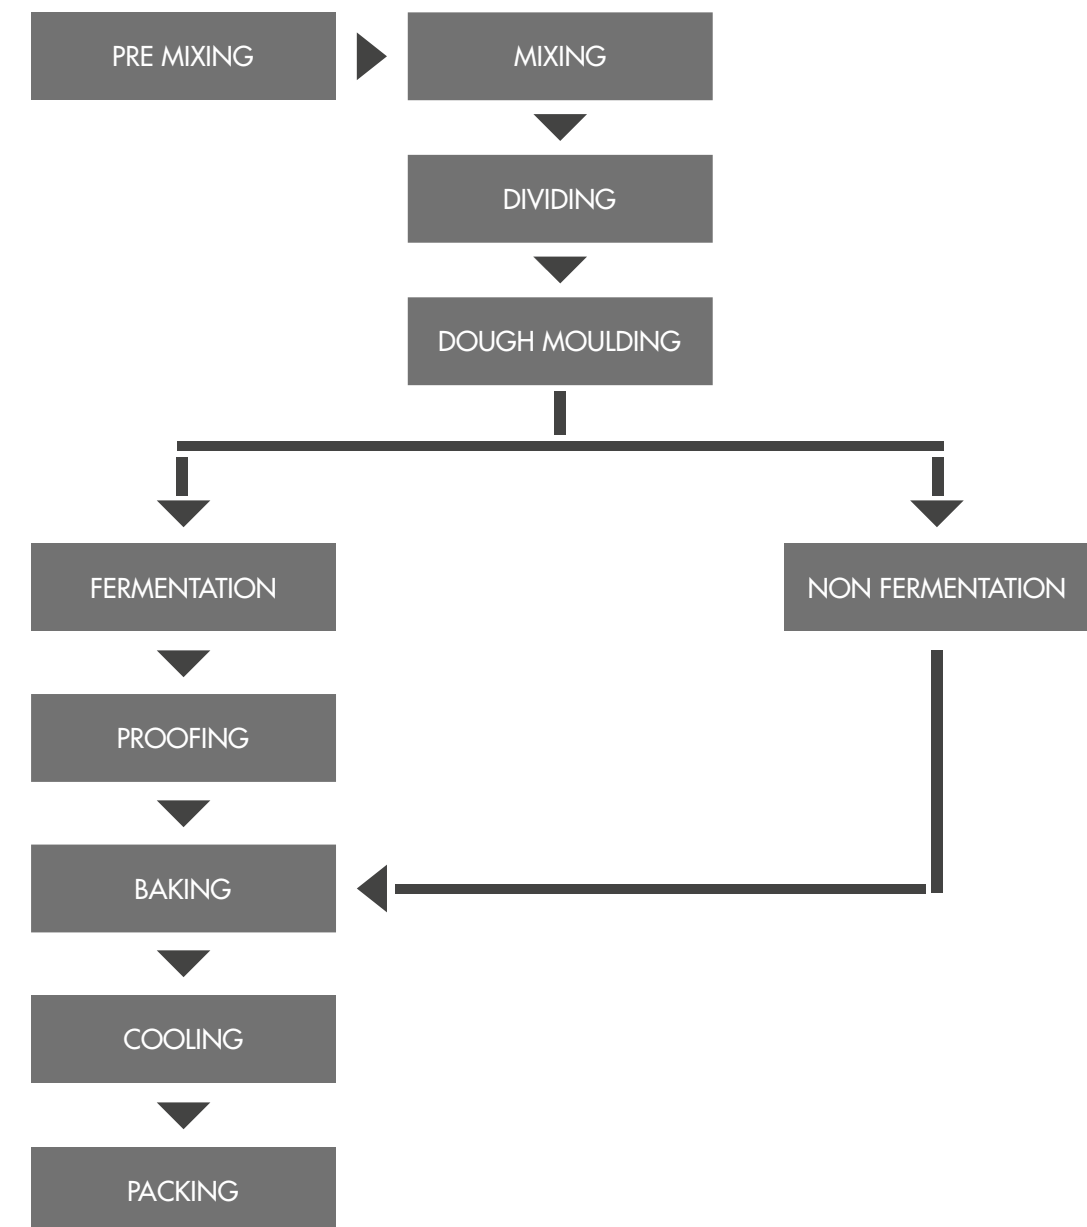 PRE MIXING
MIXING
DIVIDING
DOUGH MOULDING
FERMENTATION
NON FERMENTATION
PROOFING
BAKING
COOLING
PACKING